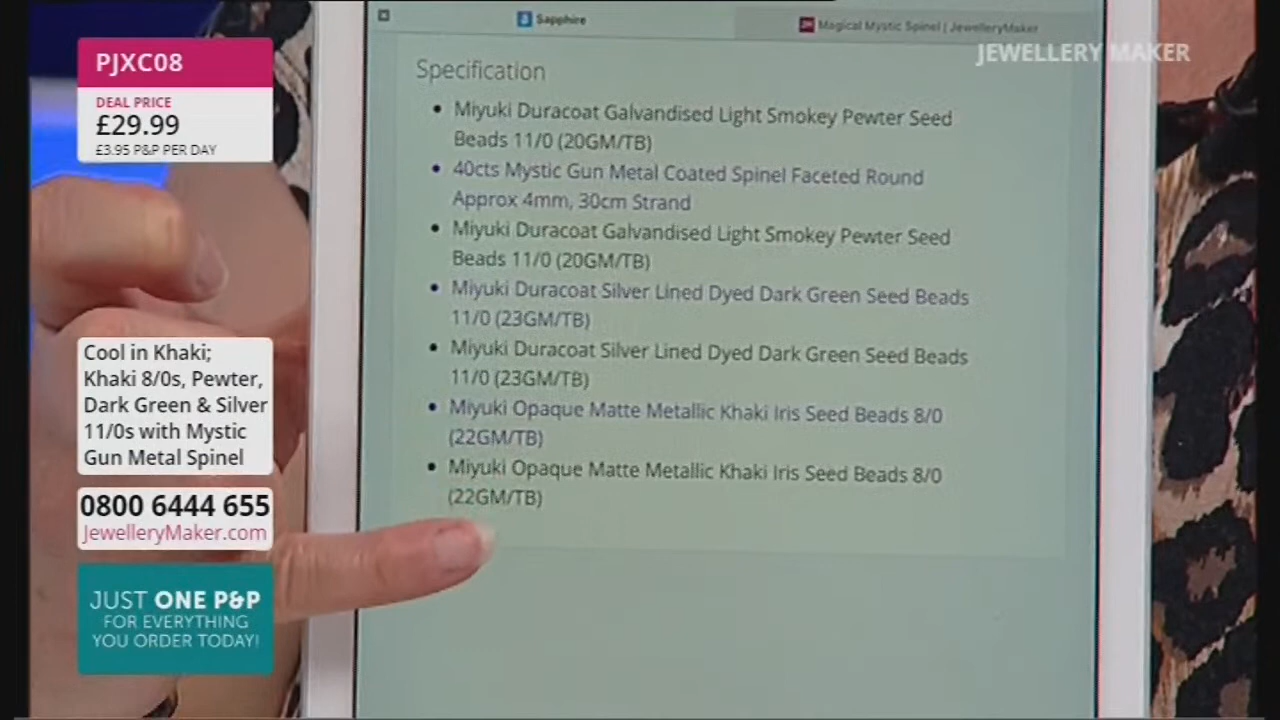 PJXC08
DEAL PRICE
£29.99
£3.95 P&P PER DAY
Cool in Khaki;
Khaki 8/0s, Pewter,
Dark Green & Silver
11/0s with Mystic
Gun Metal Spinel
0800 6444 655
JewelleryMaker.com
JUST ONE P&P
FOR EVERYTHING
YOU ORDER TODAY!
Sapphire
Magical Mystic Spinel | JewelleryMaker
JEWELLERY MAKER
Specification
• Miyuki Duracoat Galvandised Light Smokey Pewter Seed
Beads 11/0 (20GM/TB)
• 40cts Mystic Gun Metal Coated Spinel Faceted Round
Approx 4mm, 30cm Strand
• Miyuki Duracoat Galvandised Light Smokey Pewter Seed
Beads 11/0 (20GM/TB)
• Miyuki Duracoat Silver Lined Dyed Dark Green Seed Beads
11/0 (23GM/TB)
• Miyuki Duracoat Silver Lined Dyed Dark Green Seed Beads
11/0 (23GM/TB)
• Miyuki Opaque Matte Metallic Khaki Iris Seed Beads 8/0
(22GM/TB)
• Miyuki Opaque Matte Metallic Khaki Iris Seed Beads 8/0
(22GM/TB)